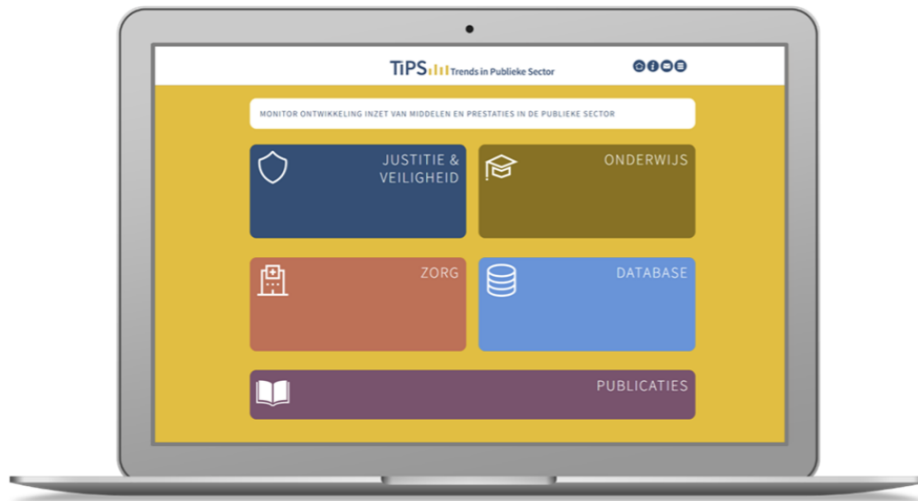 TiPS Trends in Publieke Sector
MONITOR ONTWIKKELING INZET VAN MIDDELEN EN PRESTATIES IN DE PUBLIEKE SECTOR
JUSTITIE &
VEILIGHEID
ONDERWIJS
ZORG
DATABASE
PUBLICATIES